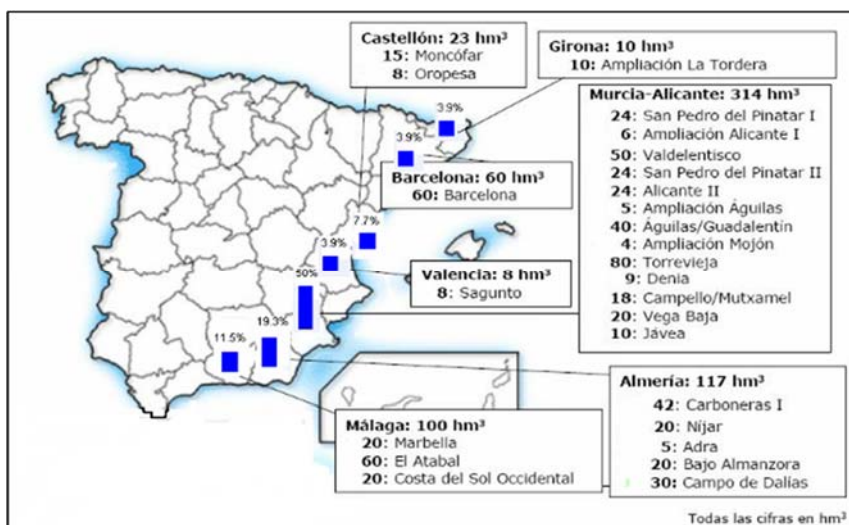 Castellón: 23 hm³
15: Moncófar
8: Oropesa
Girona: 10 hm³
10: Ampliación La Tordera
Murcia-Alicante: 314 hm³
24: San Pedro del Pinatar I
6: Ampliación Alicante I
50: Valdelentisco
24: San Pedro del Pinatar II
24: Alicante II
5: Ampliación Águilas
40: Águilas/Guadalentín
4: Ampliación Mojón
80: Torrevieja
9: Denia
18: Campello/Mutxamel
20: Vega Baja
10: Jávea
3.9%
3.9%
Barcelona: 60 hm³
60: Barcelona
7.7%
3.9%
Valencia: 8 hm³
8: Sagunto
50%
19.3%
11.5%
Almería: 117 hm³
42: Carboneras I
20: Níjar
5: Adra
20: Bajo Almanzora
30: Campo de Dalías
Málaga: 100 hm³
20: Marbella
60: El Atabal
20: Costa del Sol Occidental
Todas las cifras en hm³